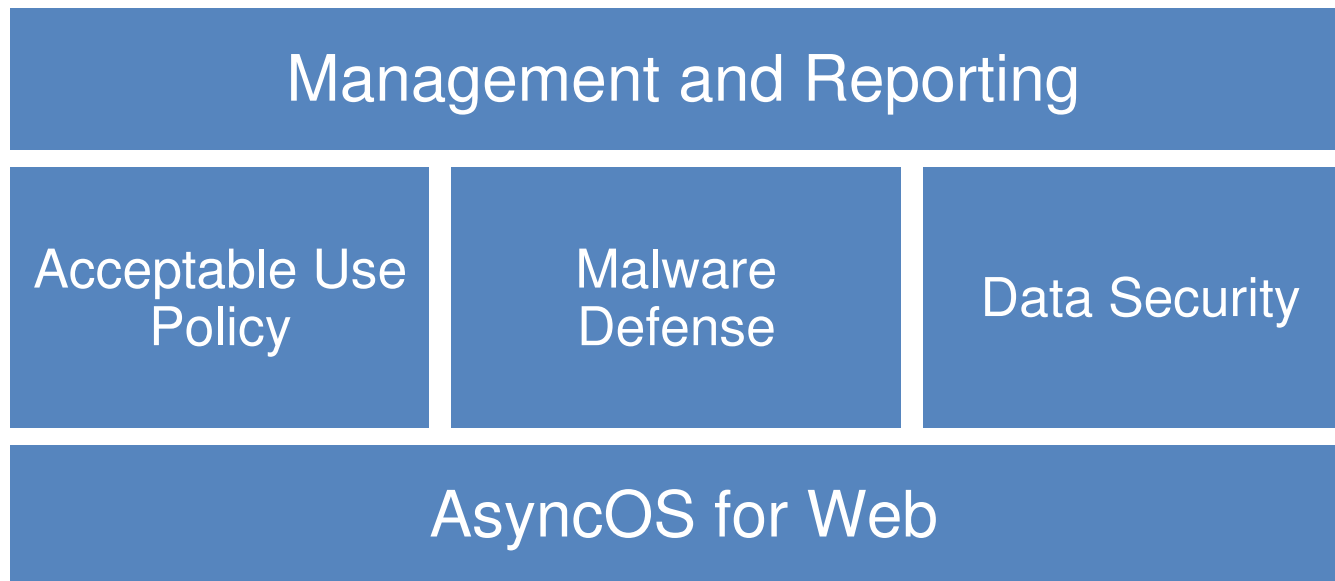 Management and Reporting
Acceptable Use
Policy
Malware
Defense
Data Security
AsyncOS for Web